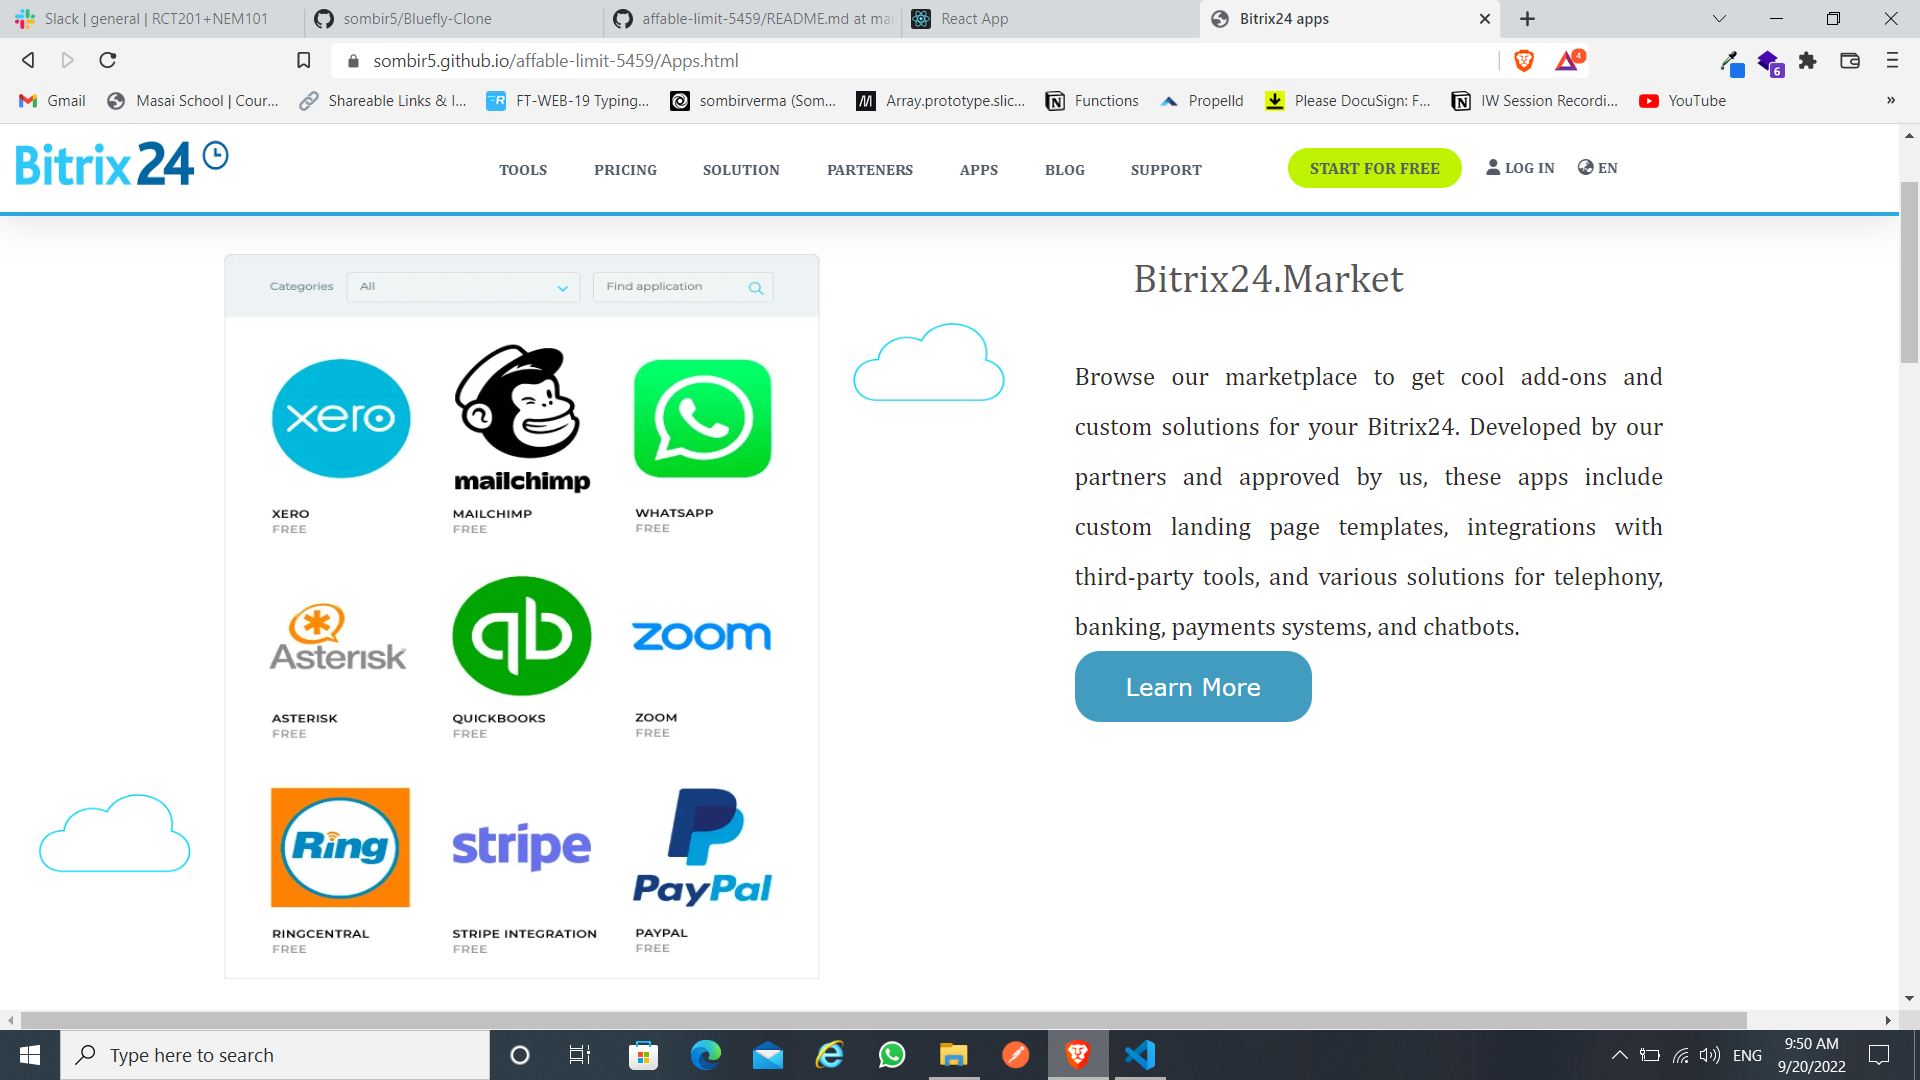 Slack | general | RCT201+NEM101
sombir5/Bluefly-Clone
affable-limit-5459/README.md at mai
React App
Bitrix24 apps
sombir5.github.io/affable-limit-5459/Apps.html
4
6
Gmail
Masai School | Cour...
Shareable Links & I...
FT-WEB-19 Typing...
sombirverma (Som...
Array.prototype.slic...
Functions
Propelld
Please DocuSign: F...
IW Session Recordi...
YouTube
»
Bitrix 24
TOOLS
PRICING
SOLUTION
PARTENERS
APPS
BLOG
SUPPORT
START FOR FREE
LOG IN
EN
Categories
All
Find application
xero
mailchimp
XERO
FREE
MAILCHIMP
FREE
WHATSAPP
FREE
Asterisk
qb
zoom
ASTERISK
FREE
QUICKBOOKS
FREE
ZOOM
FREE
Ring
stripe
PayPal
RINGCENTRAL
FREE
STRIPE INTEGRATION
FREE
PAYPAL
FREE
Bitrix24.Market
Browse our marketplace to get cool add-ons and
custom solutions for your Bitrix24. Developed by our
partners and approved by us, these apps include
custom landing page templates, integrations with
third-party tools, and various solutions for telephony,
banking, payments systems, and chatbots.
Learn More
Type here to search
ENG
9:50 AM
9/20/2022